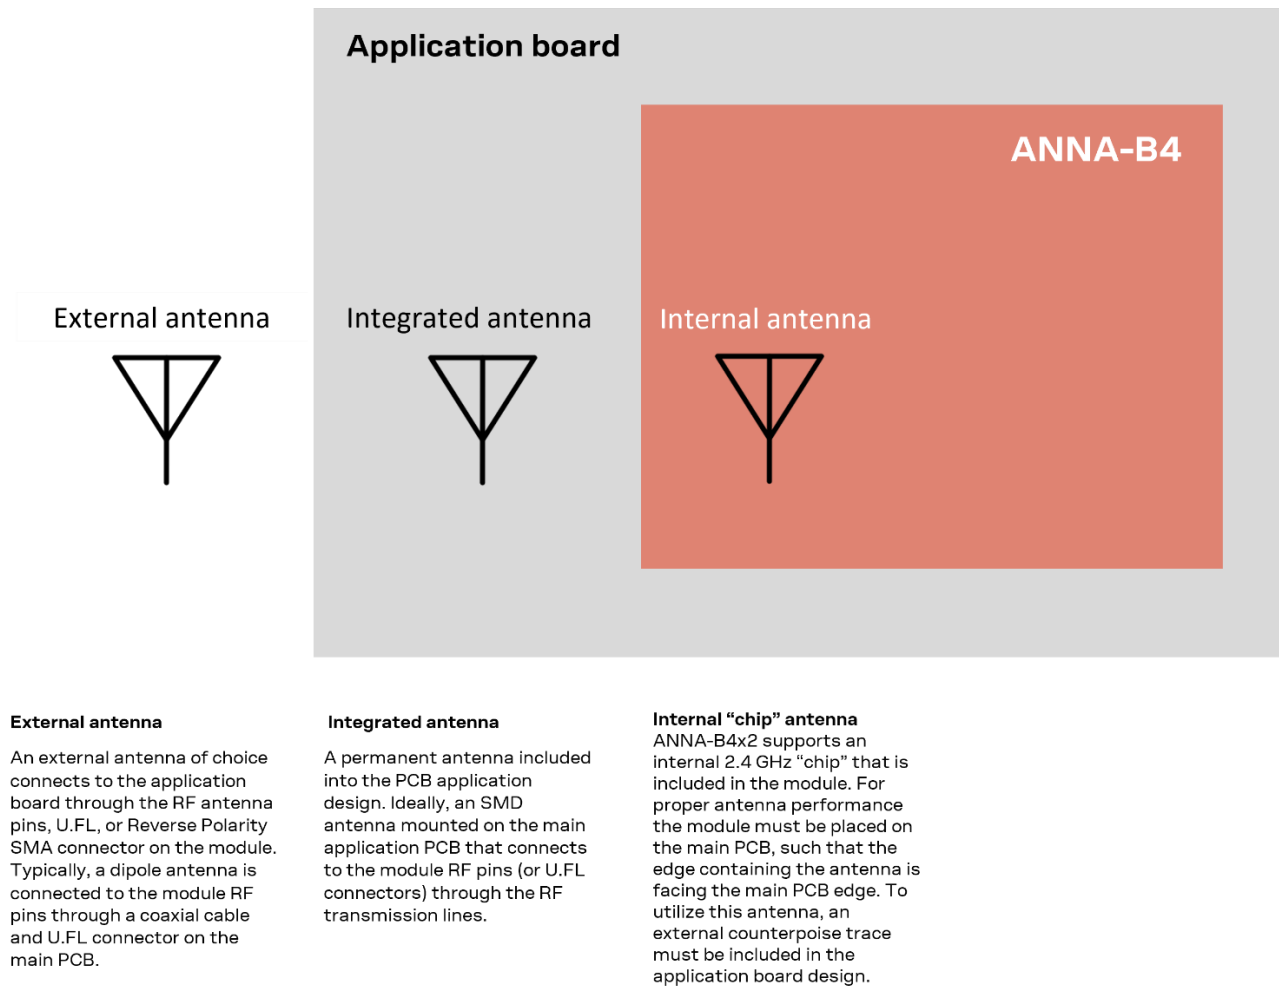 Application board
ANNA-B4
External antenna
Integrated antenna
Internal antenna
External antenna
An external antenna of choice
connects to the application
board through the RF antenna
pins, U.FL, or Reverse Polarity
SMA connector on the module.
Typically, a dipole antenna is
connected to the module RF
pins through a coaxial cable
and U.FL connector on the
main PCB.
Integrated antenna
A permanent antenna included
into the PCB application
design. Ideally, an SMD
antenna mounted on the main
application PCB that connects
to the module RF pins (or U.FL
connectors) through the RF
transmission lines.
Internal “chip” antenna
ANNA-B4x2 supports an
internal 2.4 GHz “chip” that is
included in the module. For
proper antenna performance
the module must be placed on
the main PCB, such that the
edge containing the antenna is
facing the main PCB edge. To
utilize this antenna, an
external counterpoise trace
must be included in the
application board design.